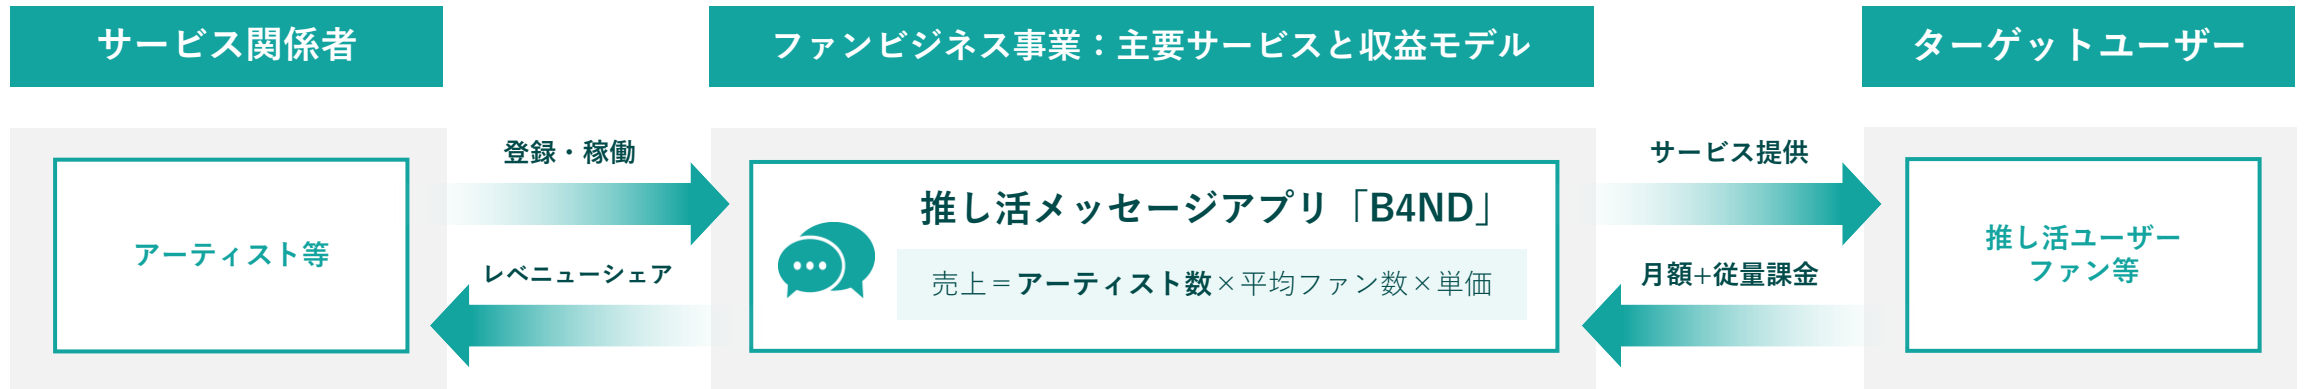 サービス関係者
ファンビジネス事業：主要サービスと収益モデル
ターゲットユーザー
アーティスト等
登録・稼働
レベニューシェア
推し活メッセージアプリ「B4ND」
売上＝アーティスト数×平均ファン数×単価
サービス提供
月額+従量課金
推し活ユーザー
ファン等